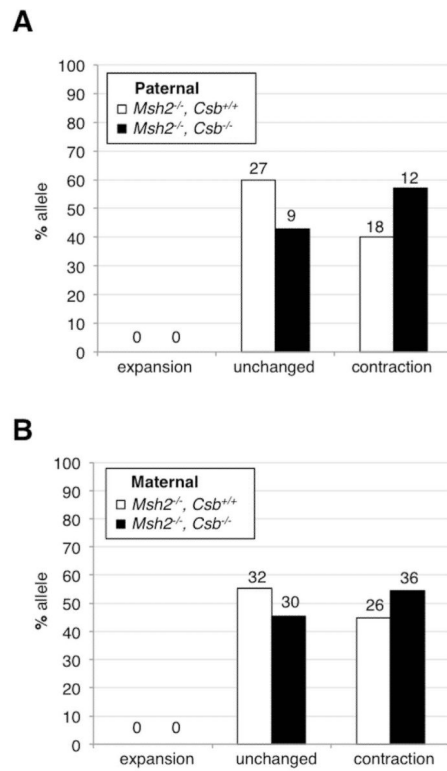 A
100
90
80
70
60
50
40
30
20
10
0
% allele
Paternal
Msh2-/-, Csb+/+
Msh2-/-, Csb-/-
0 0
27
9
18
12
expansion unchanged contraction
B
100
90
80
70
60
50
40
30
20
10
0
% allele
Maternal
Msh2-/-, Csb+/+
Msh2-/-, Csb-/-
0 0
32
30
26
36
expansion unchanged contraction